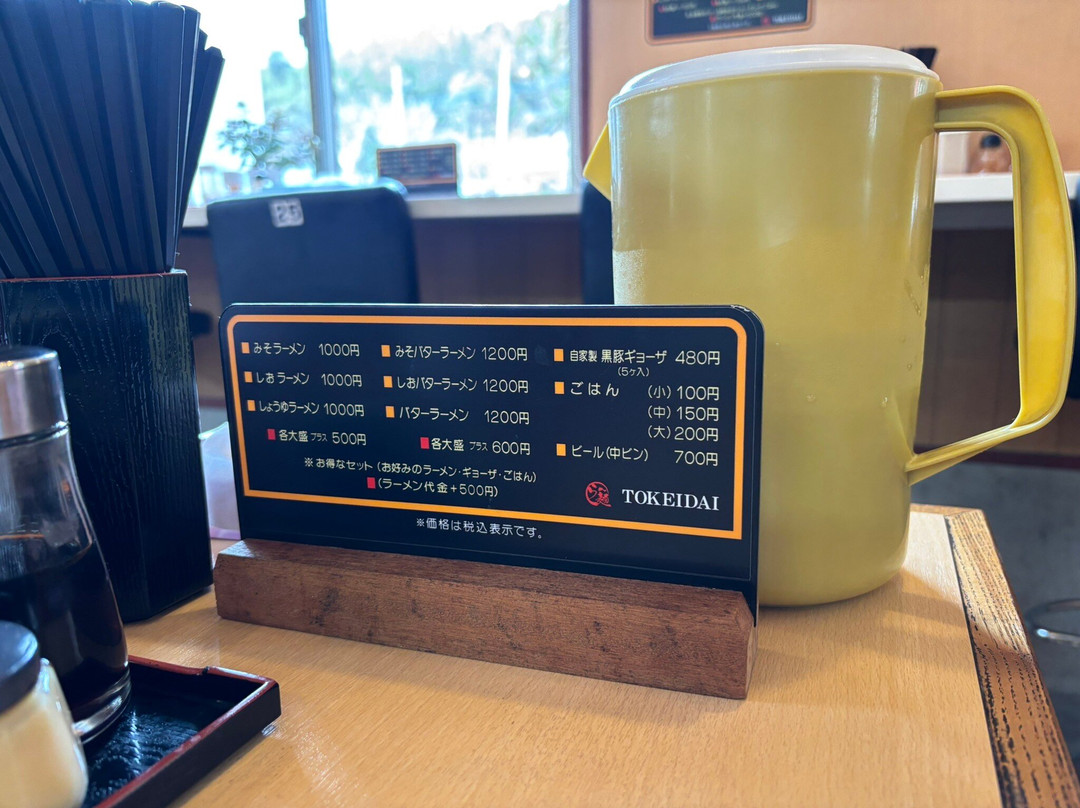 25
みそラーメン 1000円
しおラーメン 1000円
しょうゆラーメン 1000円
各大盛 プラス 500円
みそバターラーメン 1200円
しおバターラーメン 1200円
バターラーメン 1200円
各大盛 プラス 600円
※お得なセット(お好みのラーメン・ギョーザ・ごはん)
(ラーメン代金+500円)
自家製 黒豚ギョーザ 480円
(5ヶ入)
ごはん (小)100円
(中)150円
(大)200円
ビール(中ビン) 700円
TOKEIDAI
※価格は税込表示です。